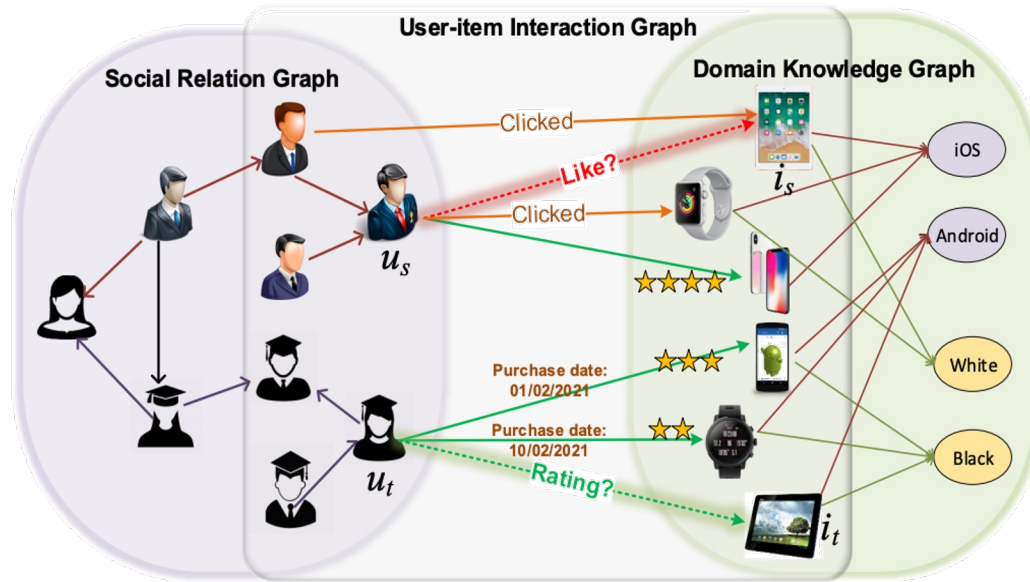 User-item Interaction Graph
Social Relation Graph
Domain Knowledge Graph
Clicked
Like?
i_s
iOS
Clicked
u_s
Android
Purchase date:
01/02/2021
White
Purchase date:
10/02/2021
Black
u_t
Rating?
i_t